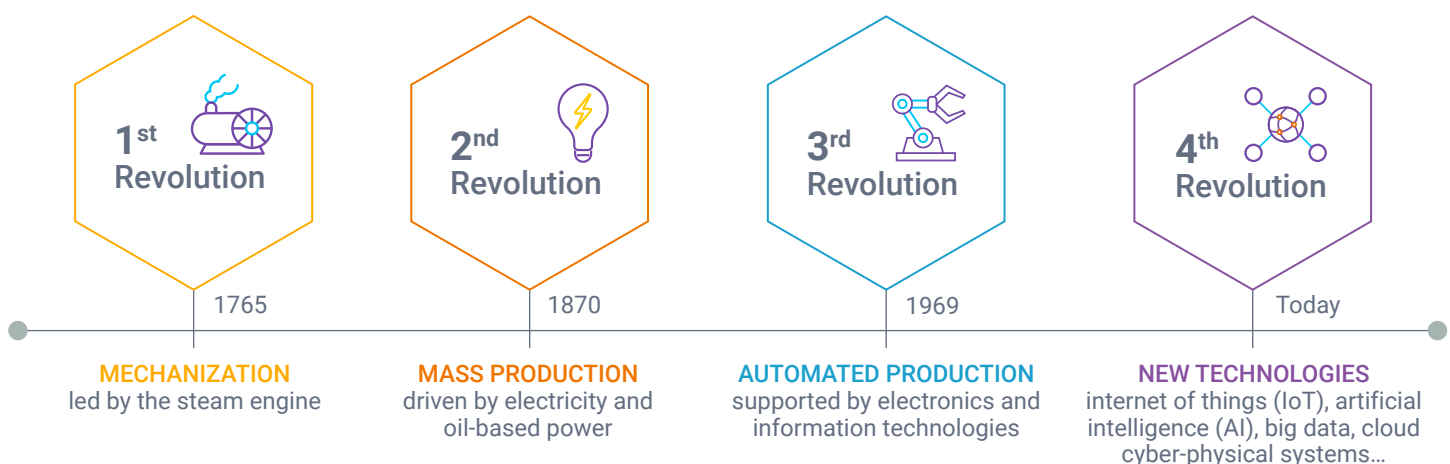 1st
Revolution
2nd
Revolution
3rd
Revolution
4th
Revolution
1765
1870
1969
Today
MECHANIZATION
led by the steam engine
MASS PRODUCTION
driven by electricity and
oil-based power
AUTOMATED PRODUCTION
supported by electronics and
information technologies
NEW TECHNOLOGIES
internet of things (IoT), artificial
intelligence (AI), big data, cloud
cyber-physical systems...